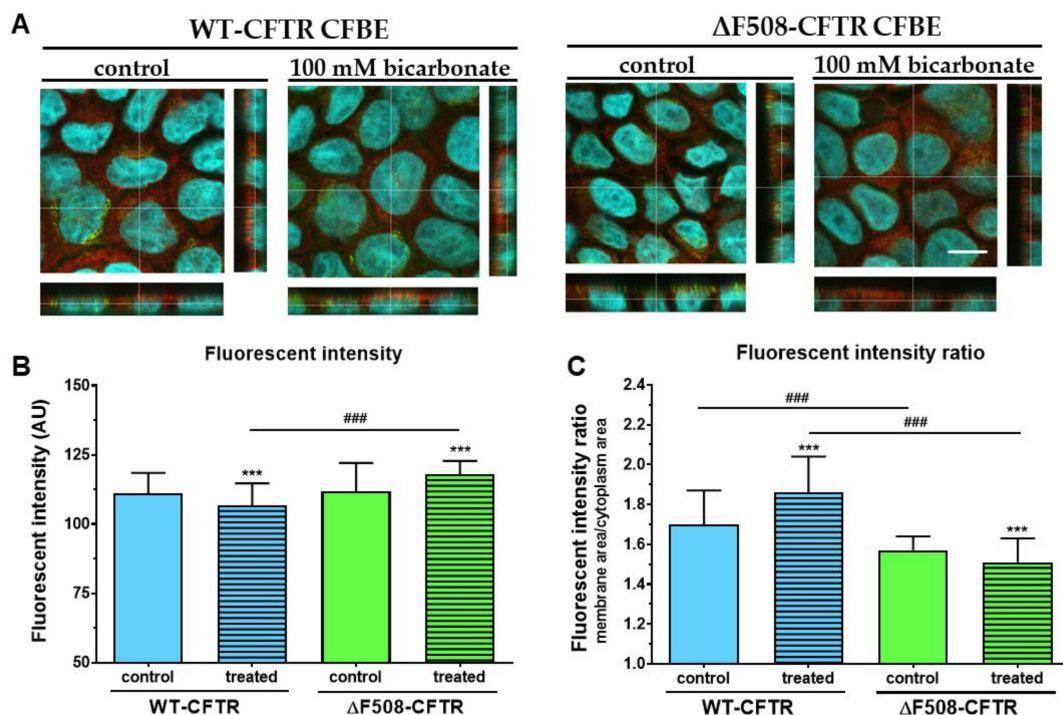 A
WT-CFTR CFBE
ΔF508-CFTR CFBE
control
100 mM bicarbonate
control
100 mM bicarbonate
Fluorescent intensity
B
Fluorescent intensity (AU)
150
125
100
75
50
***
###
***
control
treated
control
treated
WT-CFTR
ΔF508-CFTR
Fluorescent intensity ratio
C
Fluorescent intensity ratio
membrane area/cytoplasm area
2.4
2.2
2.0
1.8
1.6
1.4
1.2
1.0
###
###
***
***
control
treated
control
treated
WT-CFTR
ΔF508-CFTR